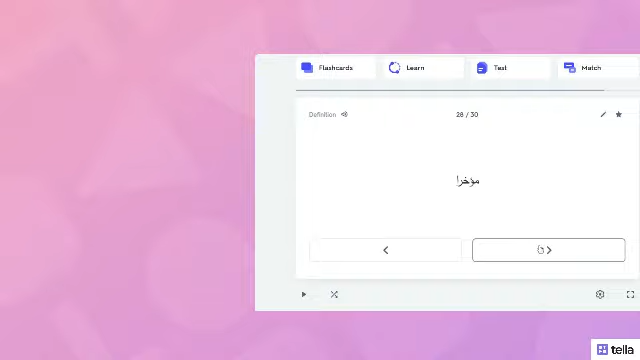 Flashcards
Learn
Test
Match
Definition
28 / 30
مؤخرا
tella